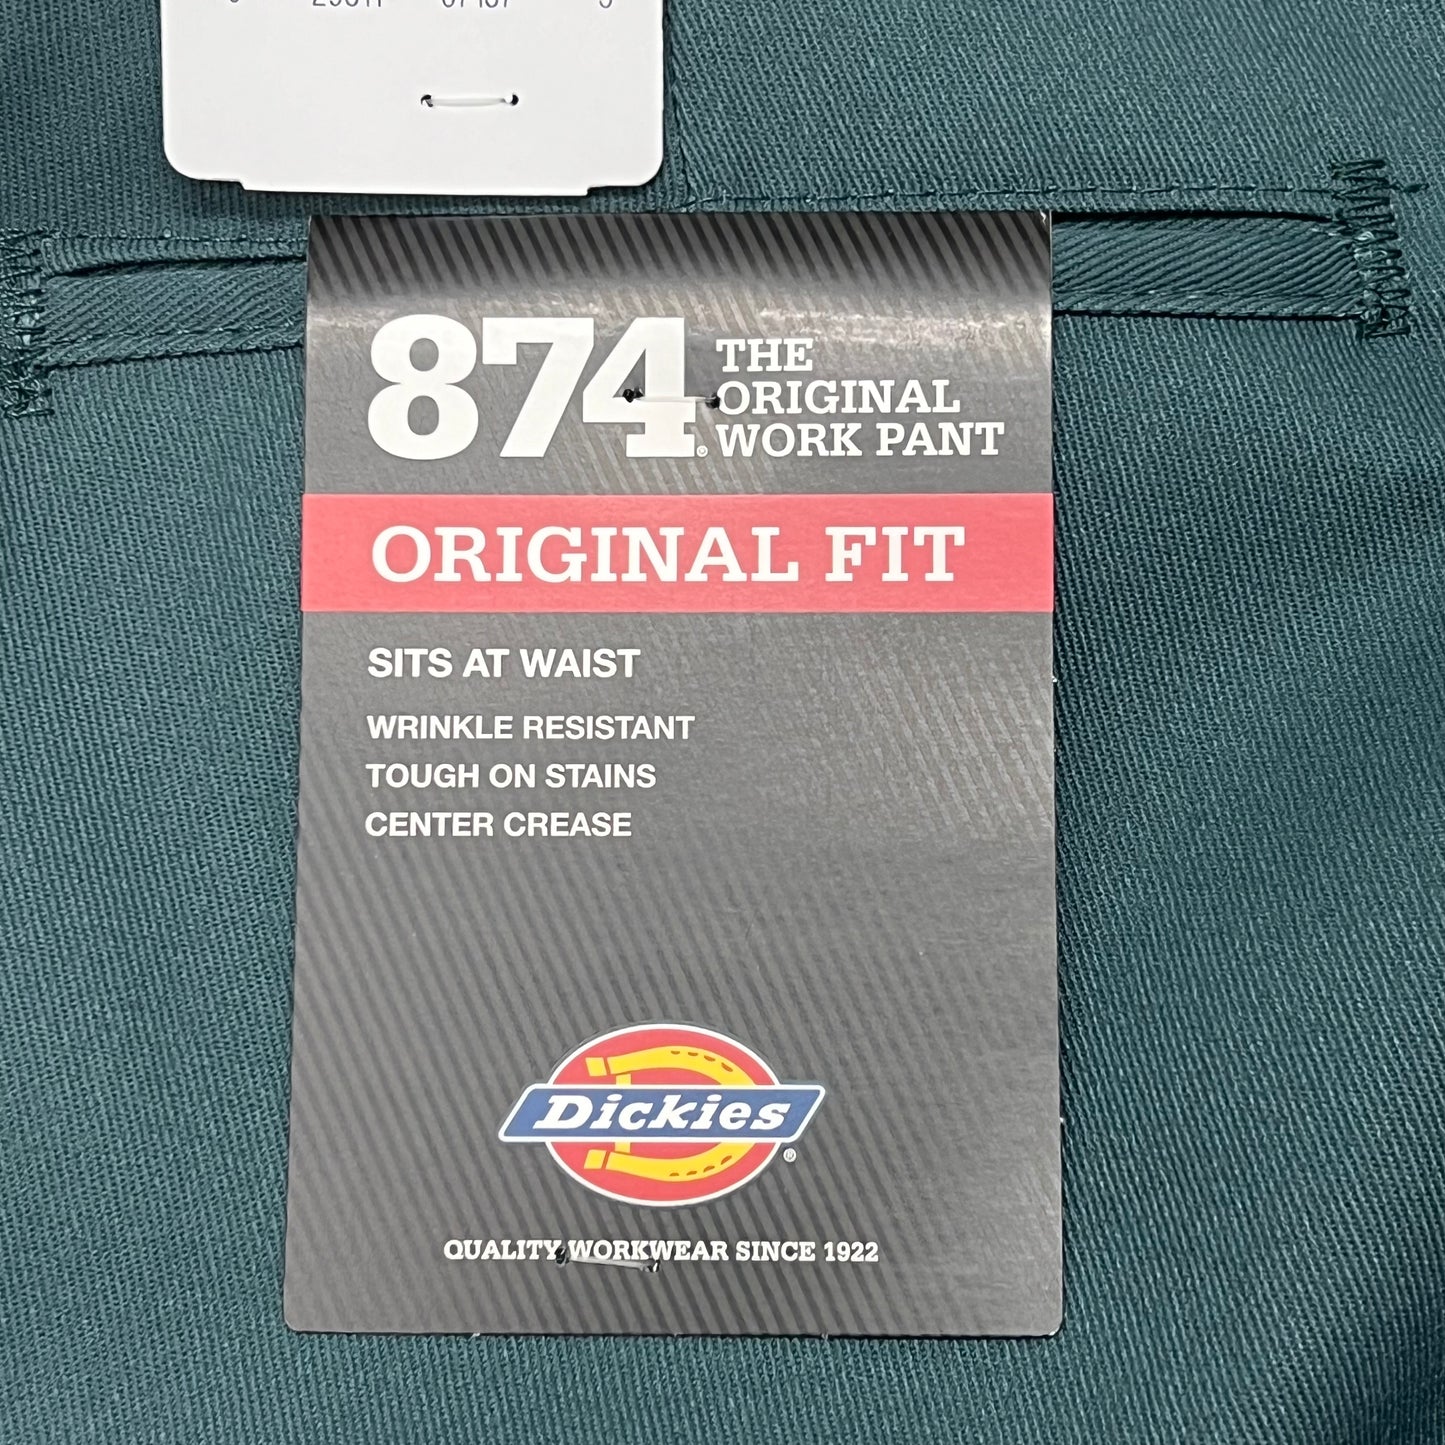 874® THE
ORIGINAL
WORK PANT
ORIGINAL FIT
SITS AT WAIST
WRINKLE RESISTANT
TOUGH ON STAINS
CENTER CREASE
Dickies®
QUALITY WORKWEAR SINCE 1922